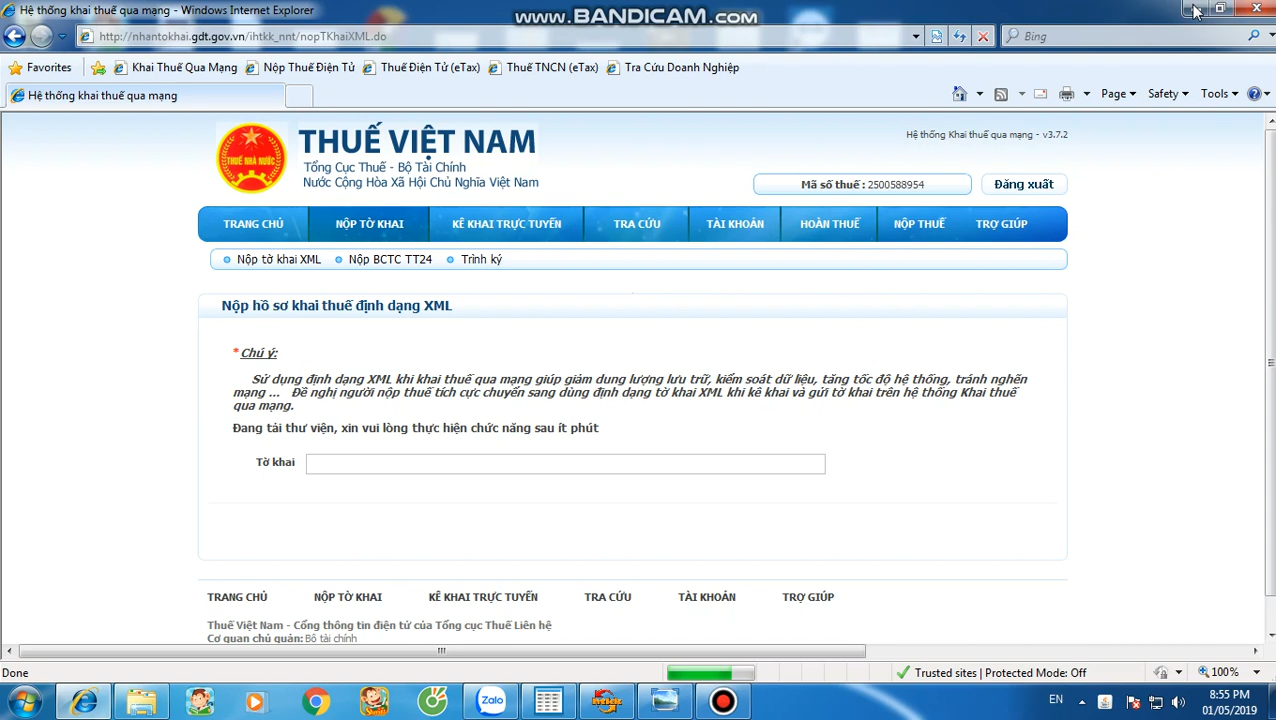 Hệ thống khai thuế qua mạng - Windows Internet Explorer
www.BANDICAM.com
http://nhantokhai.gdt.gov.vn/ihtkk_nnt/nopTKhaiXML.do
Bing
Favorites
Khai Thuế Qua Mạng
Nộp Thuế Điện Tử
Thuế Điện Tử (eTax)
Thuế TNCN (eTax)
Tra Cứu Doanh Nghiệp
Hệ thống khai thuế qua mạng
Page
Safety
Tools
THUẾ NHÀ NƯỚC
THUẾ VIỆT NAM
Tổng Cục Thuế - Bộ Tài Chính
Nước Cộng Hòa Xã Hội Chủ Nghĩa Việt Nam
Hệ thống Khai thuế qua mạng - v3.7.2
Mã số thuế : 2500588954
Đăng xuất
TRANG CHỦ
NỘP TỜ KHAI
KÊ KHAI TRỰC TUYẾN
TRA CỨU
TÀI KHOẢN
HOÀN THUẾ
NỘP THUẾ
TRỢ GIÚP
Nộp tờ khai XML
Nộp BCTC TT24
Trình ký
Nộp hồ sơ khai thuế định dạng XML
* Chú ý:
Sử dụng định dạng XML khi khai thuế qua mạng giúp giảm dung lượng lưu trữ, kiểm soát dữ liệu, tăng tốc độ hệ thống, tránh nghẽn
mạng ... Đề nghị người nộp thuế tích cực chuyển sang dùng định dạng tờ khai XML khi kê khai và gửi tờ khai trên hệ thống Khai thuế
qua mạng.
Đang tải thư viện, xin vui lòng thực hiện chức năng sau ít phút
Tờ khai
TRANG CHỦ
NỘP TỜ KHAI
KÊ KHAI TRỰC TUYẾN
TRA CỨU
TÀI KHOẢN
TRỢ GIÚP
Thuế Việt Nam - Cổng thông tin điện tử của Tổng cục Thuế Liên hệ
Cơ quan chủ quản: Bộ tài chính
Done
Trusted sites | Protected Mode: Off
100%
Zalo
EN
8:55 PM
01/05/2019